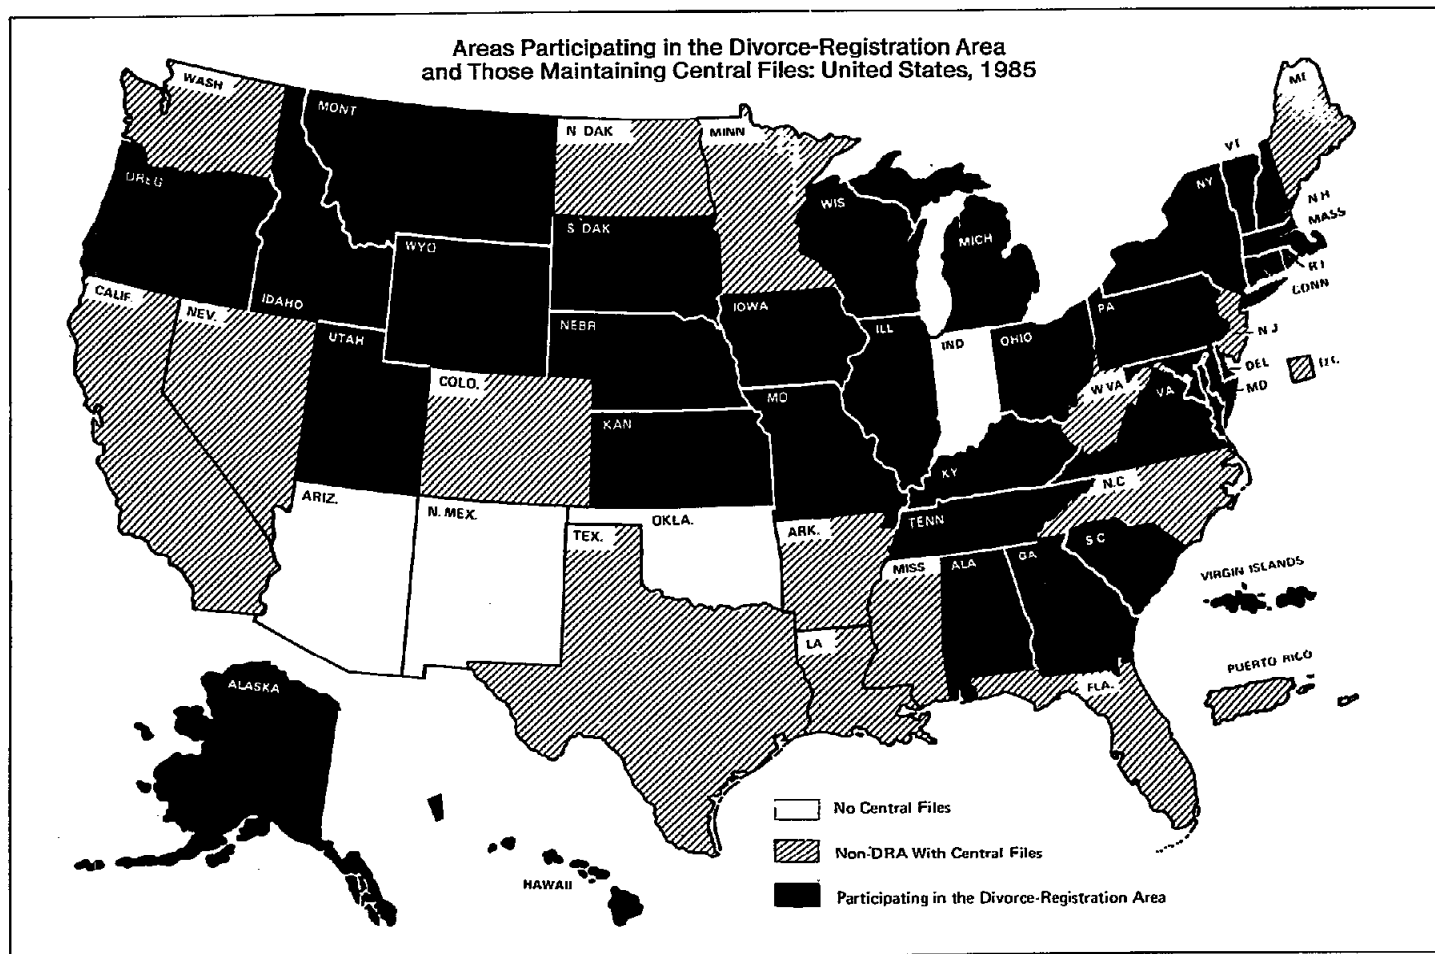 Areas Participating in the Divorce-Registration Area
and Those Maintaining Central Files: United States, 1985
WASH
MONT
N DAK
MINN
ME
VT
OREG
NY
N H
MASS
WIS
S DAK
WYO
MICH
R I
CONN
CALIF.
NEV.
IDAHO
IOWA
PA
UTAH
NEBR
ILL
IND
OHIO
N J
DEL
MD
COLO.
W VA
VA
MO
KAN
KY
ARIZ.
N. MEX.
OKLA.
N.C
TEX.
ARK.
TENN
S C
MISS
ALA
GA
VIRGIN ISLANDS
LA
PUERTO RICO
FLA.
ALASKA
HAWAII
No Central Files
Non-DRA With Central Files
Participating in the Divorce-Registration Area